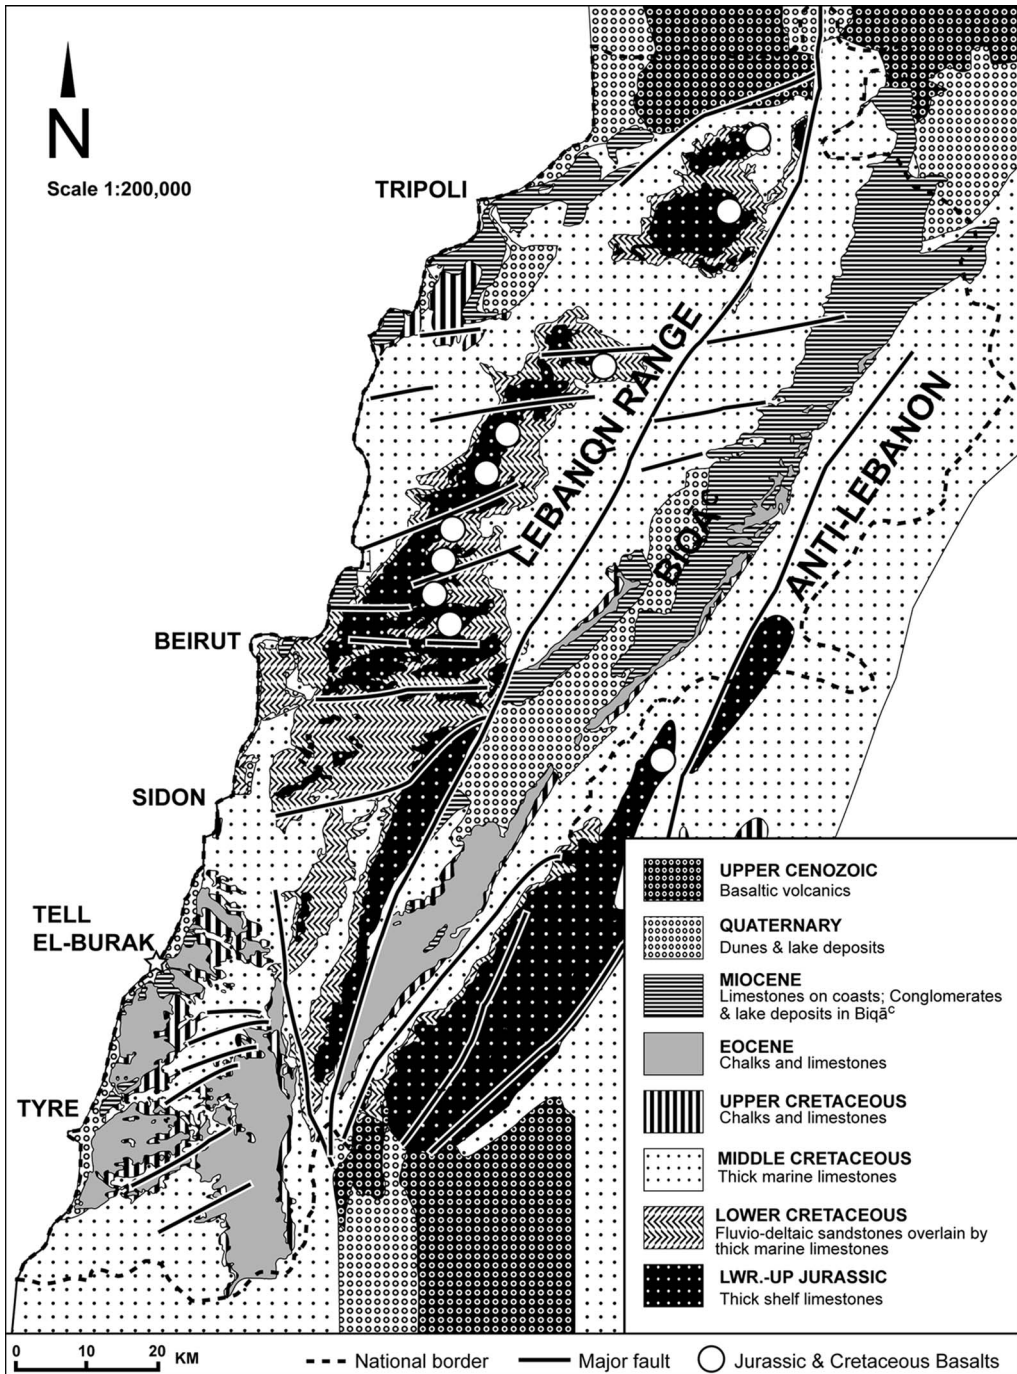 N
Scale 1:200,000
TRIPOLI
LEBANQN RANGE
BIQĀᶜ
ANTI-LEBANON
BEIRUT
SIDON
TELL
EL-BURAK
TYRE
UPPER CENOZOIC
Basaltic volcanics
QUATERNARY
Dunes & lake deposits
MIOCENE
Limestones on coasts; Conglomerates
& lake deposits in Biqāᶜ
EOCENE
Chalks and limestones
UPPER CRETACEOUS
Chalks and limestones
MIDDLE CRETACEOUS
Thick marine limestones
LOWER CRETACEOUS
Fluvio-deltaic sandstones overlain by
thick marine limestones
LWR.-UP JURASSIC
Thick shelf limestones
0 10 20 KM
National border
Major fault
Jurassic & Cretaceous Basalts